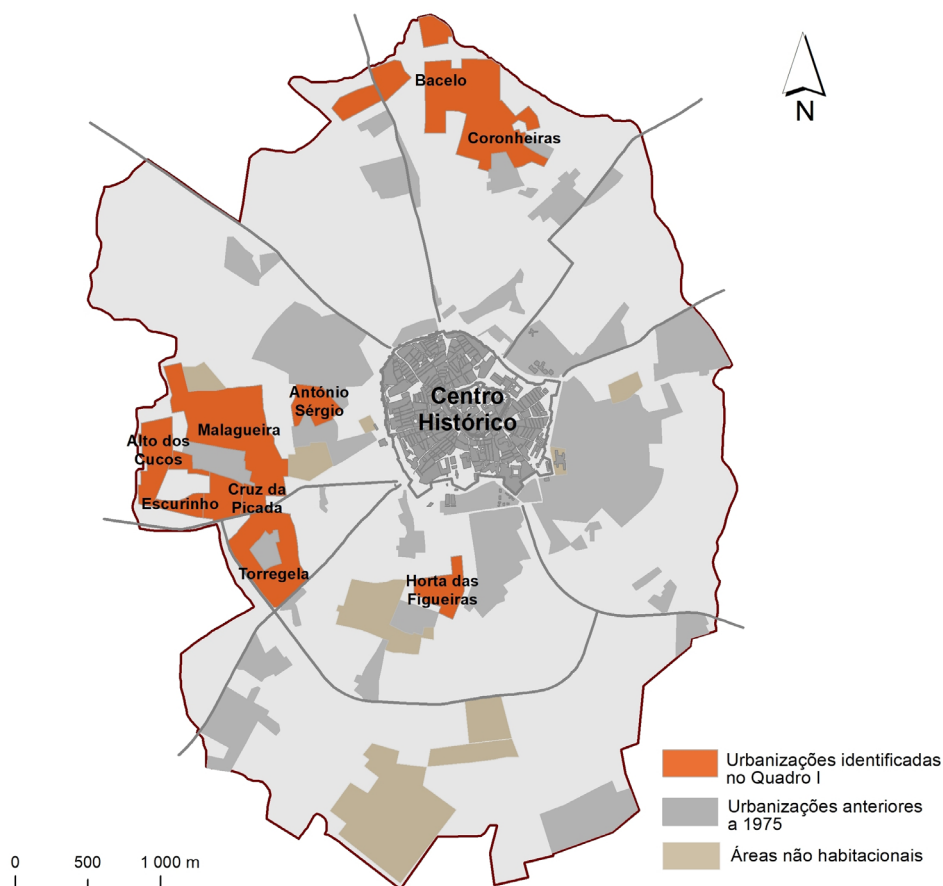 N
Bacelo
Coronheiras
António
Sérgio
Centro
Histórico
Malagueira
Alto dos
Cucos
Escurinho
Cruz da
Picada
Torregela
Horta das
Figueiras
Urbanizações identificadas
no Quadro I
Urbanizações anteriores
a 1975
Áreas não habitacionais
0 500 1 000 m